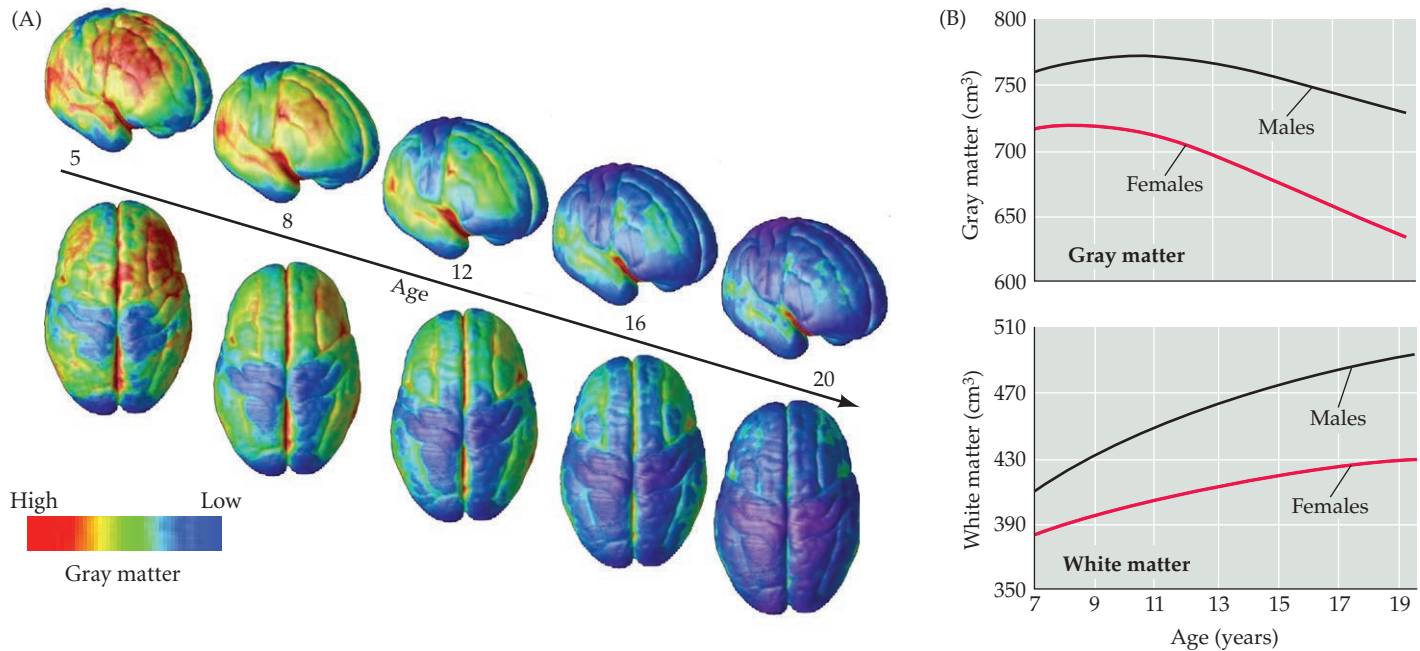 (A)
5
8
12
Age
16
20
High Low
Gray matter
(B)
800
750
700
650
600
Gray matter (cm³)
Males
Females
Gray matter
510
470
430
390
350
White matter (cm³)
Males
Females
White matter
7 9 11 13 15 17 19
Age (years)